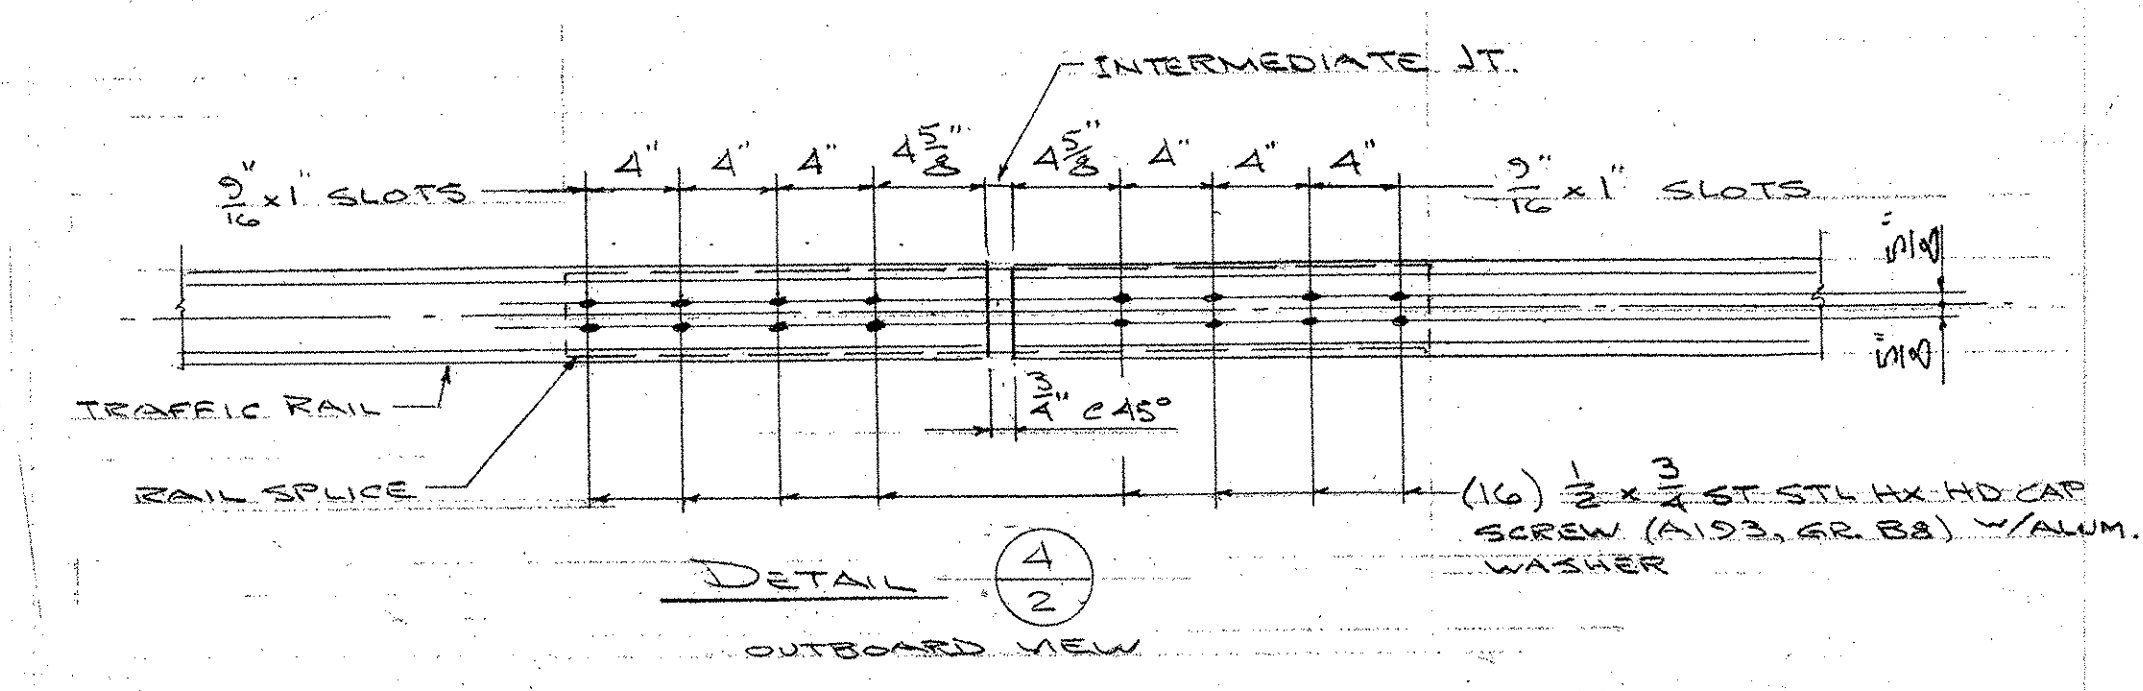 INTERMEDIATE JT.
4" 4" 4" 4 5/8" 4 5/8" 4" 4" 4"
9/16" x 1" SLOTS
9/16" x 1" SLOTS
5/8"
5/8"
TRAFFIC RAIL
3/4" @ 45°
RAIL SPLICE
(16) 1/2 x 3/4 ST STL HX HD CAP
SCREW (A193, GR. B8) W/ALUM.
WASHER
DETAIL 4/2
OUTBOARD VIEW